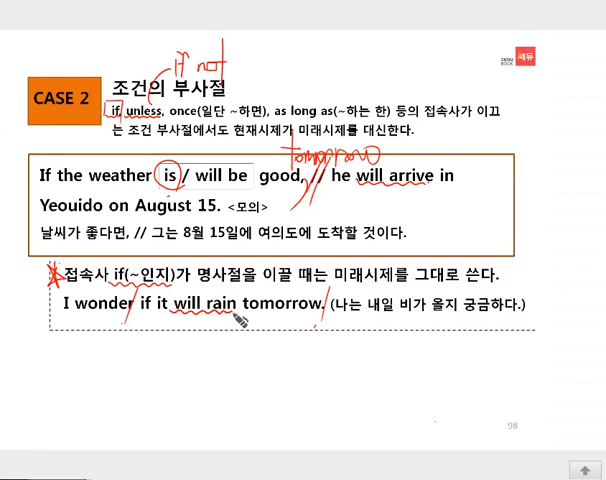 if not
에듀
조건의 부사절
CASE 2
if, unless, once(일단 ~하면), as long as(~하는 한) 등의 접속사가 이끄
는 조건 부사절에서도 현재시제가 미래시제를 대신한다.
tomorrow
If the weather is / will be good, // he will arrive in
Yeouido on August 15. <모의>
날씨가 좋다면, // 그는 8월 15일에 여의도에 도착할 것이다.
접속사 if(~인지)가 명사절을 이끌 때는 미래시제를 그대로 쓴다.
I wonder if it will rain tomorrow. (나는 내일 비가 올지 궁금하다.)
98